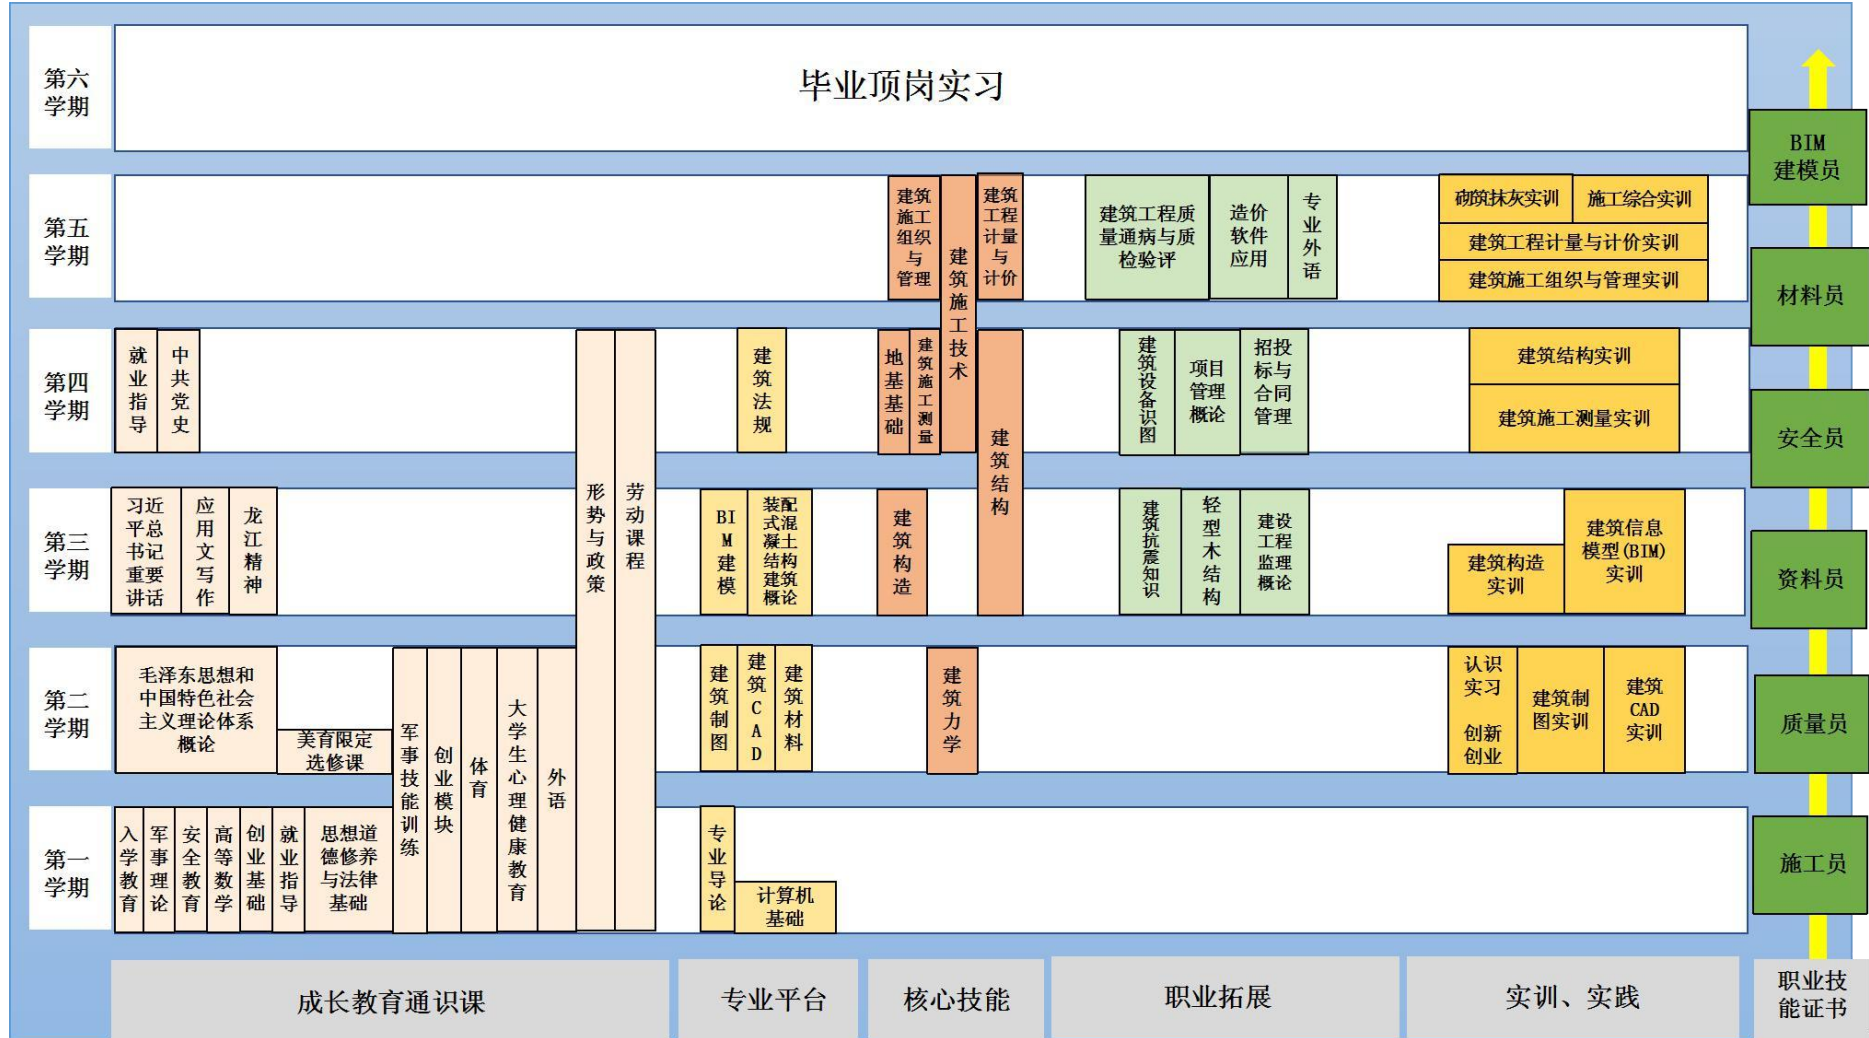 第六
学期
毕业顶岗实习
BIM
建模员
第五
学期
建筑
施工
组织
与
管理
建筑施工技术
建筑
工程
计量
与
计价
建筑工程质
量通病与质
检验评
造价
软件
应用
专业外语
砌筑抹灰实训
施工综合实训
建筑工程计量与计价实训
建筑施工组织与管理实训
材料员
第四
学期
就业指导
中共党史
形势与政策
劳动课程
建筑法规
地基基础
建筑施工测量
建筑结构
建筑设备识图
项目
管理
概论
招投
标与
合同
管理
建筑结构实训
建筑施工测量实训
安全员
第三
学期
习近
平总
书记
重要
讲话
应用文写作
龙江精神
BI
M
建
模
装配
式混
凝土
结构
建筑
概论
建筑构造
建筑抗震知识
轻型木结构
建设
工程
监理
概论
建筑构造
实训
建筑信息
模型(BIM)
实训
资料员
第二
学期
毛泽东思想和
中国特色社会
主义理论体系
概论
美育限定
选修课
军事技能训练
创业模块
体育
大学生心理健康教育
外语
建筑制图
建筑CAD
建筑材料
建筑力学
认识
实习
创新
创业
建筑制
图实训
建筑
CAD
实训
质量员
第一
学期
入学教育
军事理论
安全教育
高等数学
创业基础
就业指导
思想道
德修养
与法律
基础
专业导论
计算机
基础
施工员
成长教育通识课
专业平台
核心技能
职业拓展
实训、实践
职业技
能证书